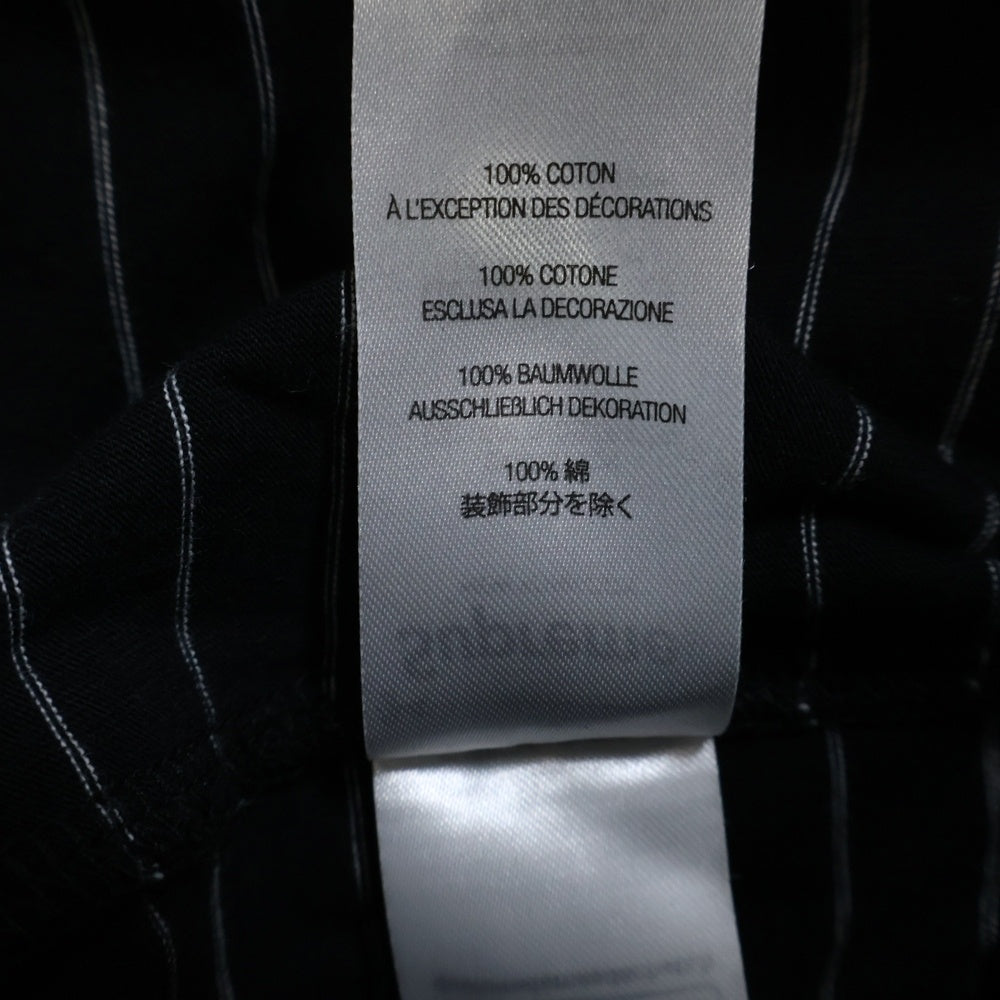 100% COTON
À L'EXCEPTION DES DÉCORATIONS
100% COTONE
ESCLUSA LA DECORAZIONE
100% BAUMWOLLE
AUSSCHLIEßLICH DEKORATION
100% 綿
装飾部分を除く